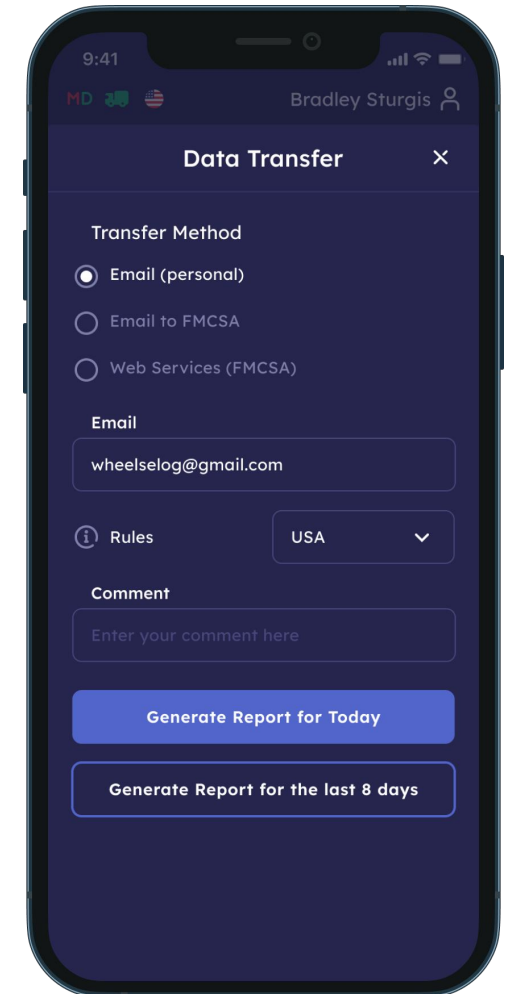 9:41
MD Bradley Sturgis
Data Transfer
Transfer Method
Email (personal)
Email to FMCSA
Web Services (FMCSA)
Email
wheelselog@gmail.com
Rules USA
Comment
Enter your comment here
Generate Report for Today
Generate Report for the last 8 days